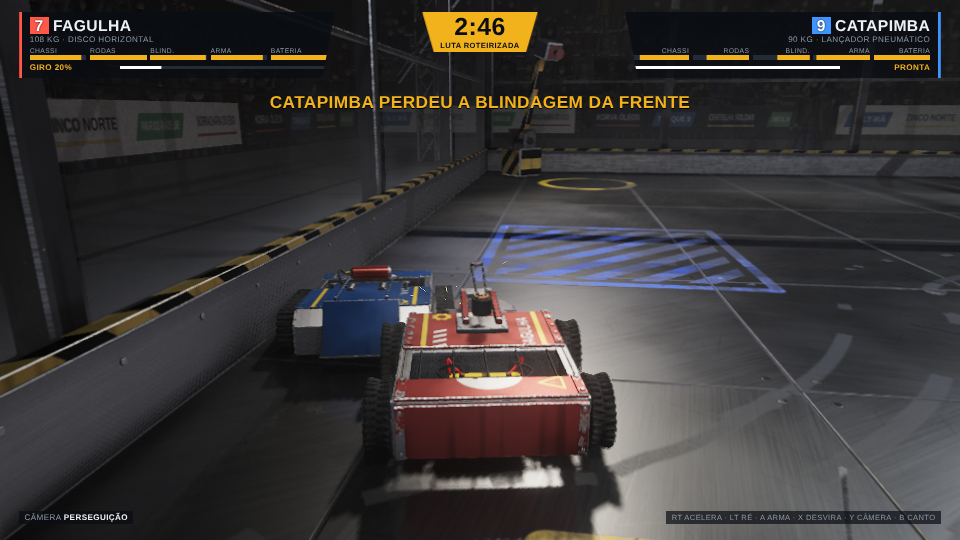 7 FAGULHA
108 KG · DISCO HORIZONTAL
CHASSI RODAS BLIND. ARMA BATERIA
GIRO 20%
2:46
LUTA ROTEIRIZADA
9 CATAPIMBA
90 KG · LANÇADOR PNEUMÁTICO
CHASSI RODAS BLIND. ARMA BATERIA
PRONTA
CATAPIMBA PERDEU A BLINDAGEM DA FRENTE
ZINCO NORTE
ZINCO NORTE
FAGULHA
CÂMERA PERSEGUIÇÃO
RT ACELERA · LT RÉ · A ARMA · X DESVIRA · Y CÂMERA · B CANTO